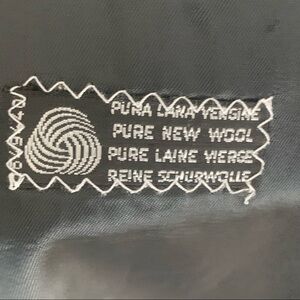 PURA LANA VERGINE
PURE NEW WOOL
PURE LAINE VIERGE
REINE SCHURWOLLE